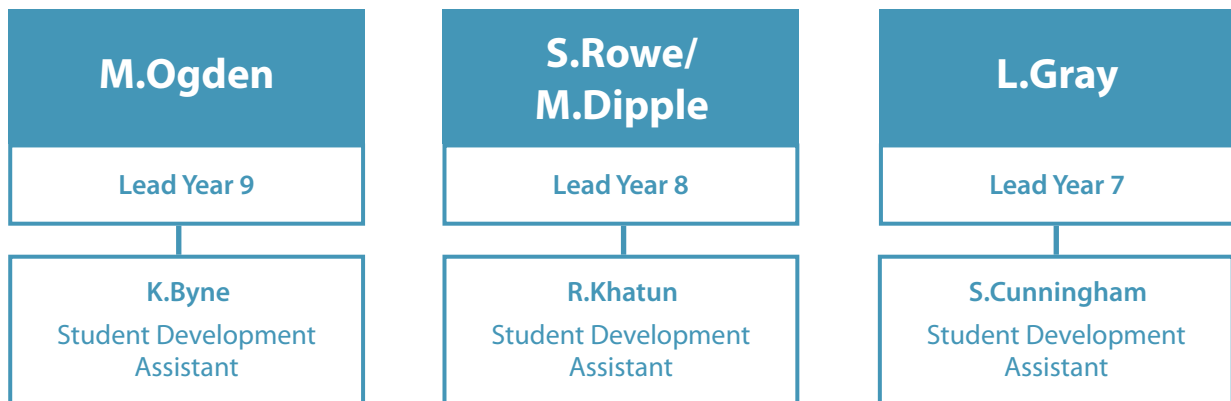 M.Ogden
Lead Year 9
K.Byne
Student Development
Assistant
S.Rowe/
M.Dipple
Lead Year 8
R.Khatun
Student Development
Assistant
L.Gray
Lead Year 7
S.Cunningham
Student Development
Assistant